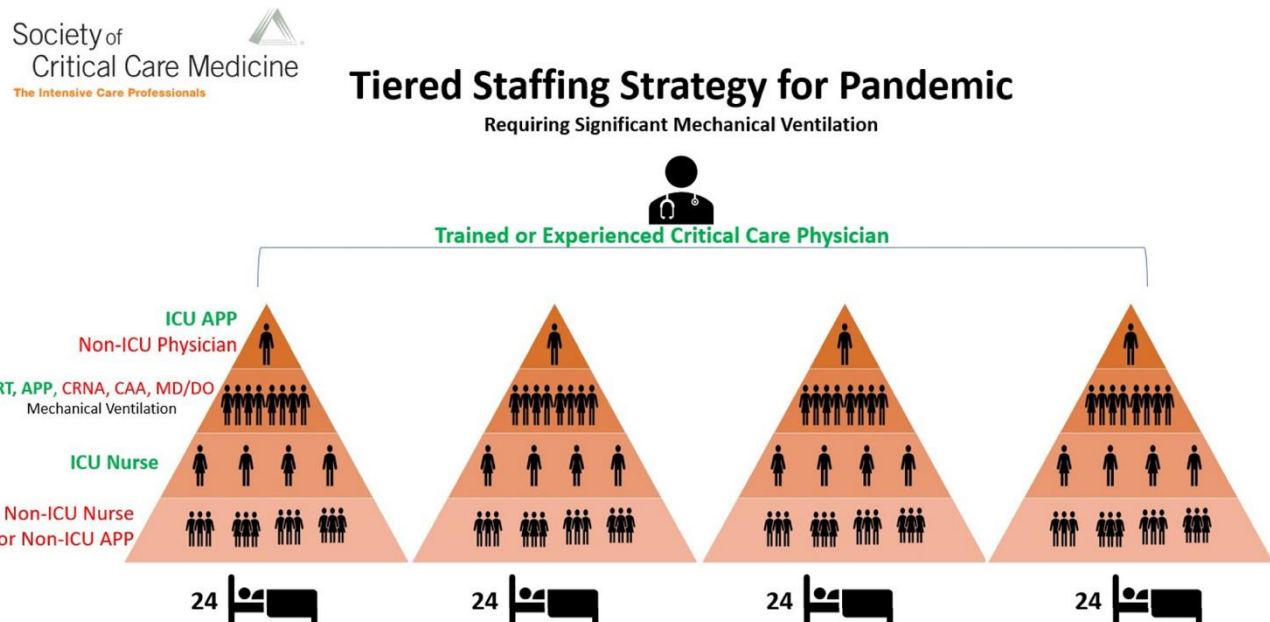 Society of
Critical Care Medicine
The Intensive Care Professionals
Tiered Staffing Strategy for Pandemic
Requiring Significant Mechanical Ventilation
Trained or Experienced Critical Care Physician
ICU APP
Non-ICU Physician
RT, APP, CRNA, CAA, MD/DO
Mechanical Ventilation
ICU Nurse
Non-ICU Nurse
or Non-ICU APP
24 24 24 24